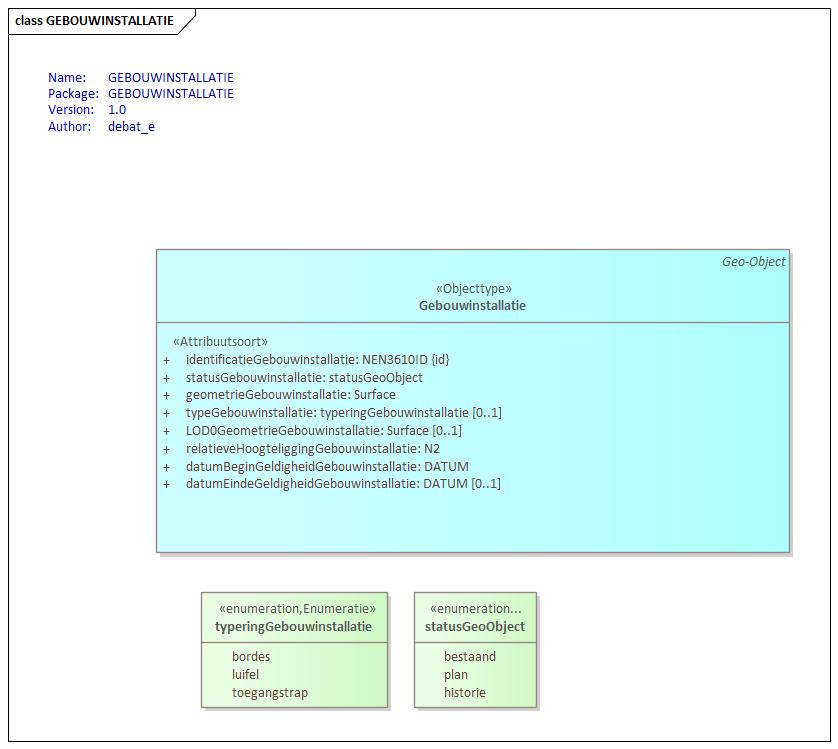 class GEBOUWINSTALLATIE
Name: GEBOUWINSTALLATIE
Package: GEBOUWINSTALLATIE
Version: 1.0
Author: debat_e
Geo-Object
«Objecttype»
Gebouwinstallatie
«Attribuutsoort»
+ identificatieGebouwinstallatie: NEN3610ID {id}
+ statusGebouwinstallatie: statusGeoObject
+ geometrieGebouwinstallatie: Surface
+ typeGebouwinstallatie: typeringGebouwinstallatie [0..1]
+ LOD0GeometrieGebouwinstallatie: Surface [0..1]
+ relatieveHoogteliggingGebouwinstallatie: N2
+ datumBeginGeldigheidGebouwinstallatie: DATUM
+ datumEindeGeldigheidGebouwinstallatie: DATUM [0..1]
«enumeration,Enumeratie»
typeringGebouwinstallatie
bordes
luifel
toegangstrap
«enumeration...
statusGeoObject
bestaand
plan
historie